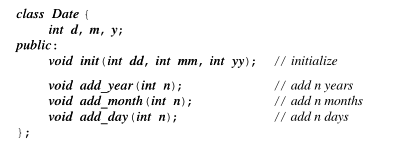 class Date {
int d, m, y;
public:
void init(int dd, int mm, int yy); // initialize
void add_year(int n); // add n years
void add_month(int n); // add n months
void add_day(int n); // add n days
};